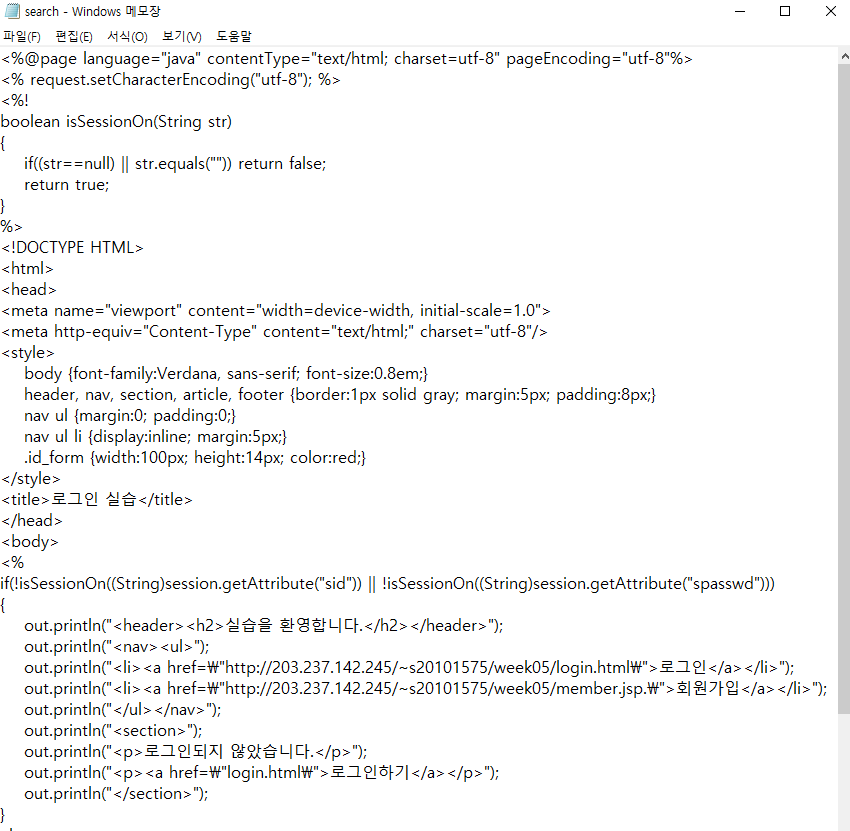 search - Windows 메모장
파일(F) 편집(E) 서식(O) 보기(V) 도움말
<%@page language="java" contentType="text/html; charset=utf-8" pageEncoding="utf-8"%>
<% request.setCharacterEncoding("utf-8"); %>
<%!
boolean isSessionOn(String str)
{
if((str==null) || str.equals("")) return false;
return true;
}
%>
<!DOCTYPE HTML>
<html>
<head>
<meta name="viewport" content="width=device-width, initial-scale=1.0">
<meta http-equiv="Content-Type" content="text/html;" charset="utf-8"/>
<style>
body {font-family:Verdana, sans-serif; font-size:0.8em;}
header, nav, section, article, footer {border:1px solid gray; margin:5px; padding:8px;}
nav ul {margin:0; padding:0;}
nav ul li {display:inline; margin:5px;}
.id_form {width:100px; height:14px; color:red;}
</style>
<title>로그인 실습</title>
</head>
<body>
<%
if(!isSessionOn((String)session.getAttribute("sid")) || !isSessionOn((String)session.getAttribute("spasswd")))
{
out.println("<header><h2>실습을 환영합니다.</h2></header>");
out.println("<nav><ul>");
out.println("<li><a href=₩"http://203.237.142.245/~s20101575/week05/login.html₩">로그인</a></li>");
out.println("<li><a href=₩"http://203.237.142.245/~s20101575/week05/member.jsp.₩">회원가입</a></li>");
out.println("</ul></nav>");
out.println("<section>");
out.println("<p>로그인되지 않았습니다.</p>");
out.println("<p><a href=₩"login.html₩">로그인하기</a></p>");
out.println("</section>");
}